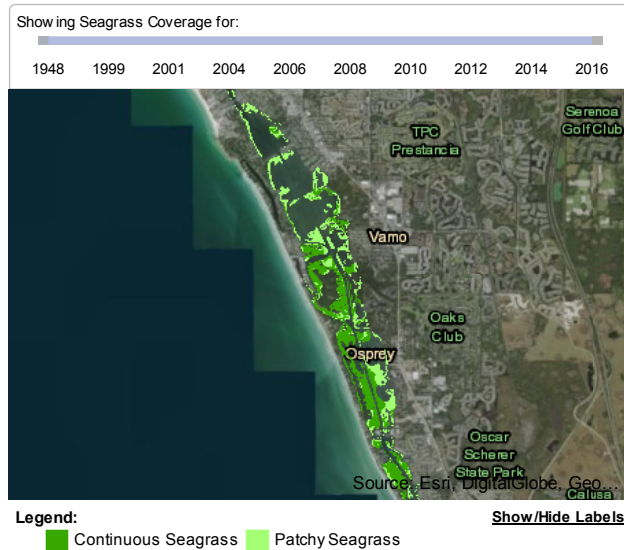 Showing Seagrass Coverage for:
1948 1999 2001 2004 2006 2008 2010 2012 2014 2016
Serenoa
Golf Club
TPC
Prestancia
Vamo
Oaks
Club
Osprey
Oscar
Scherer
State Park
Source: Esri, DigitalGlobe, Geo...
Calusa
Legend:
Show/Hide Labels
Continuous Seagrass
Patchy Seagrass